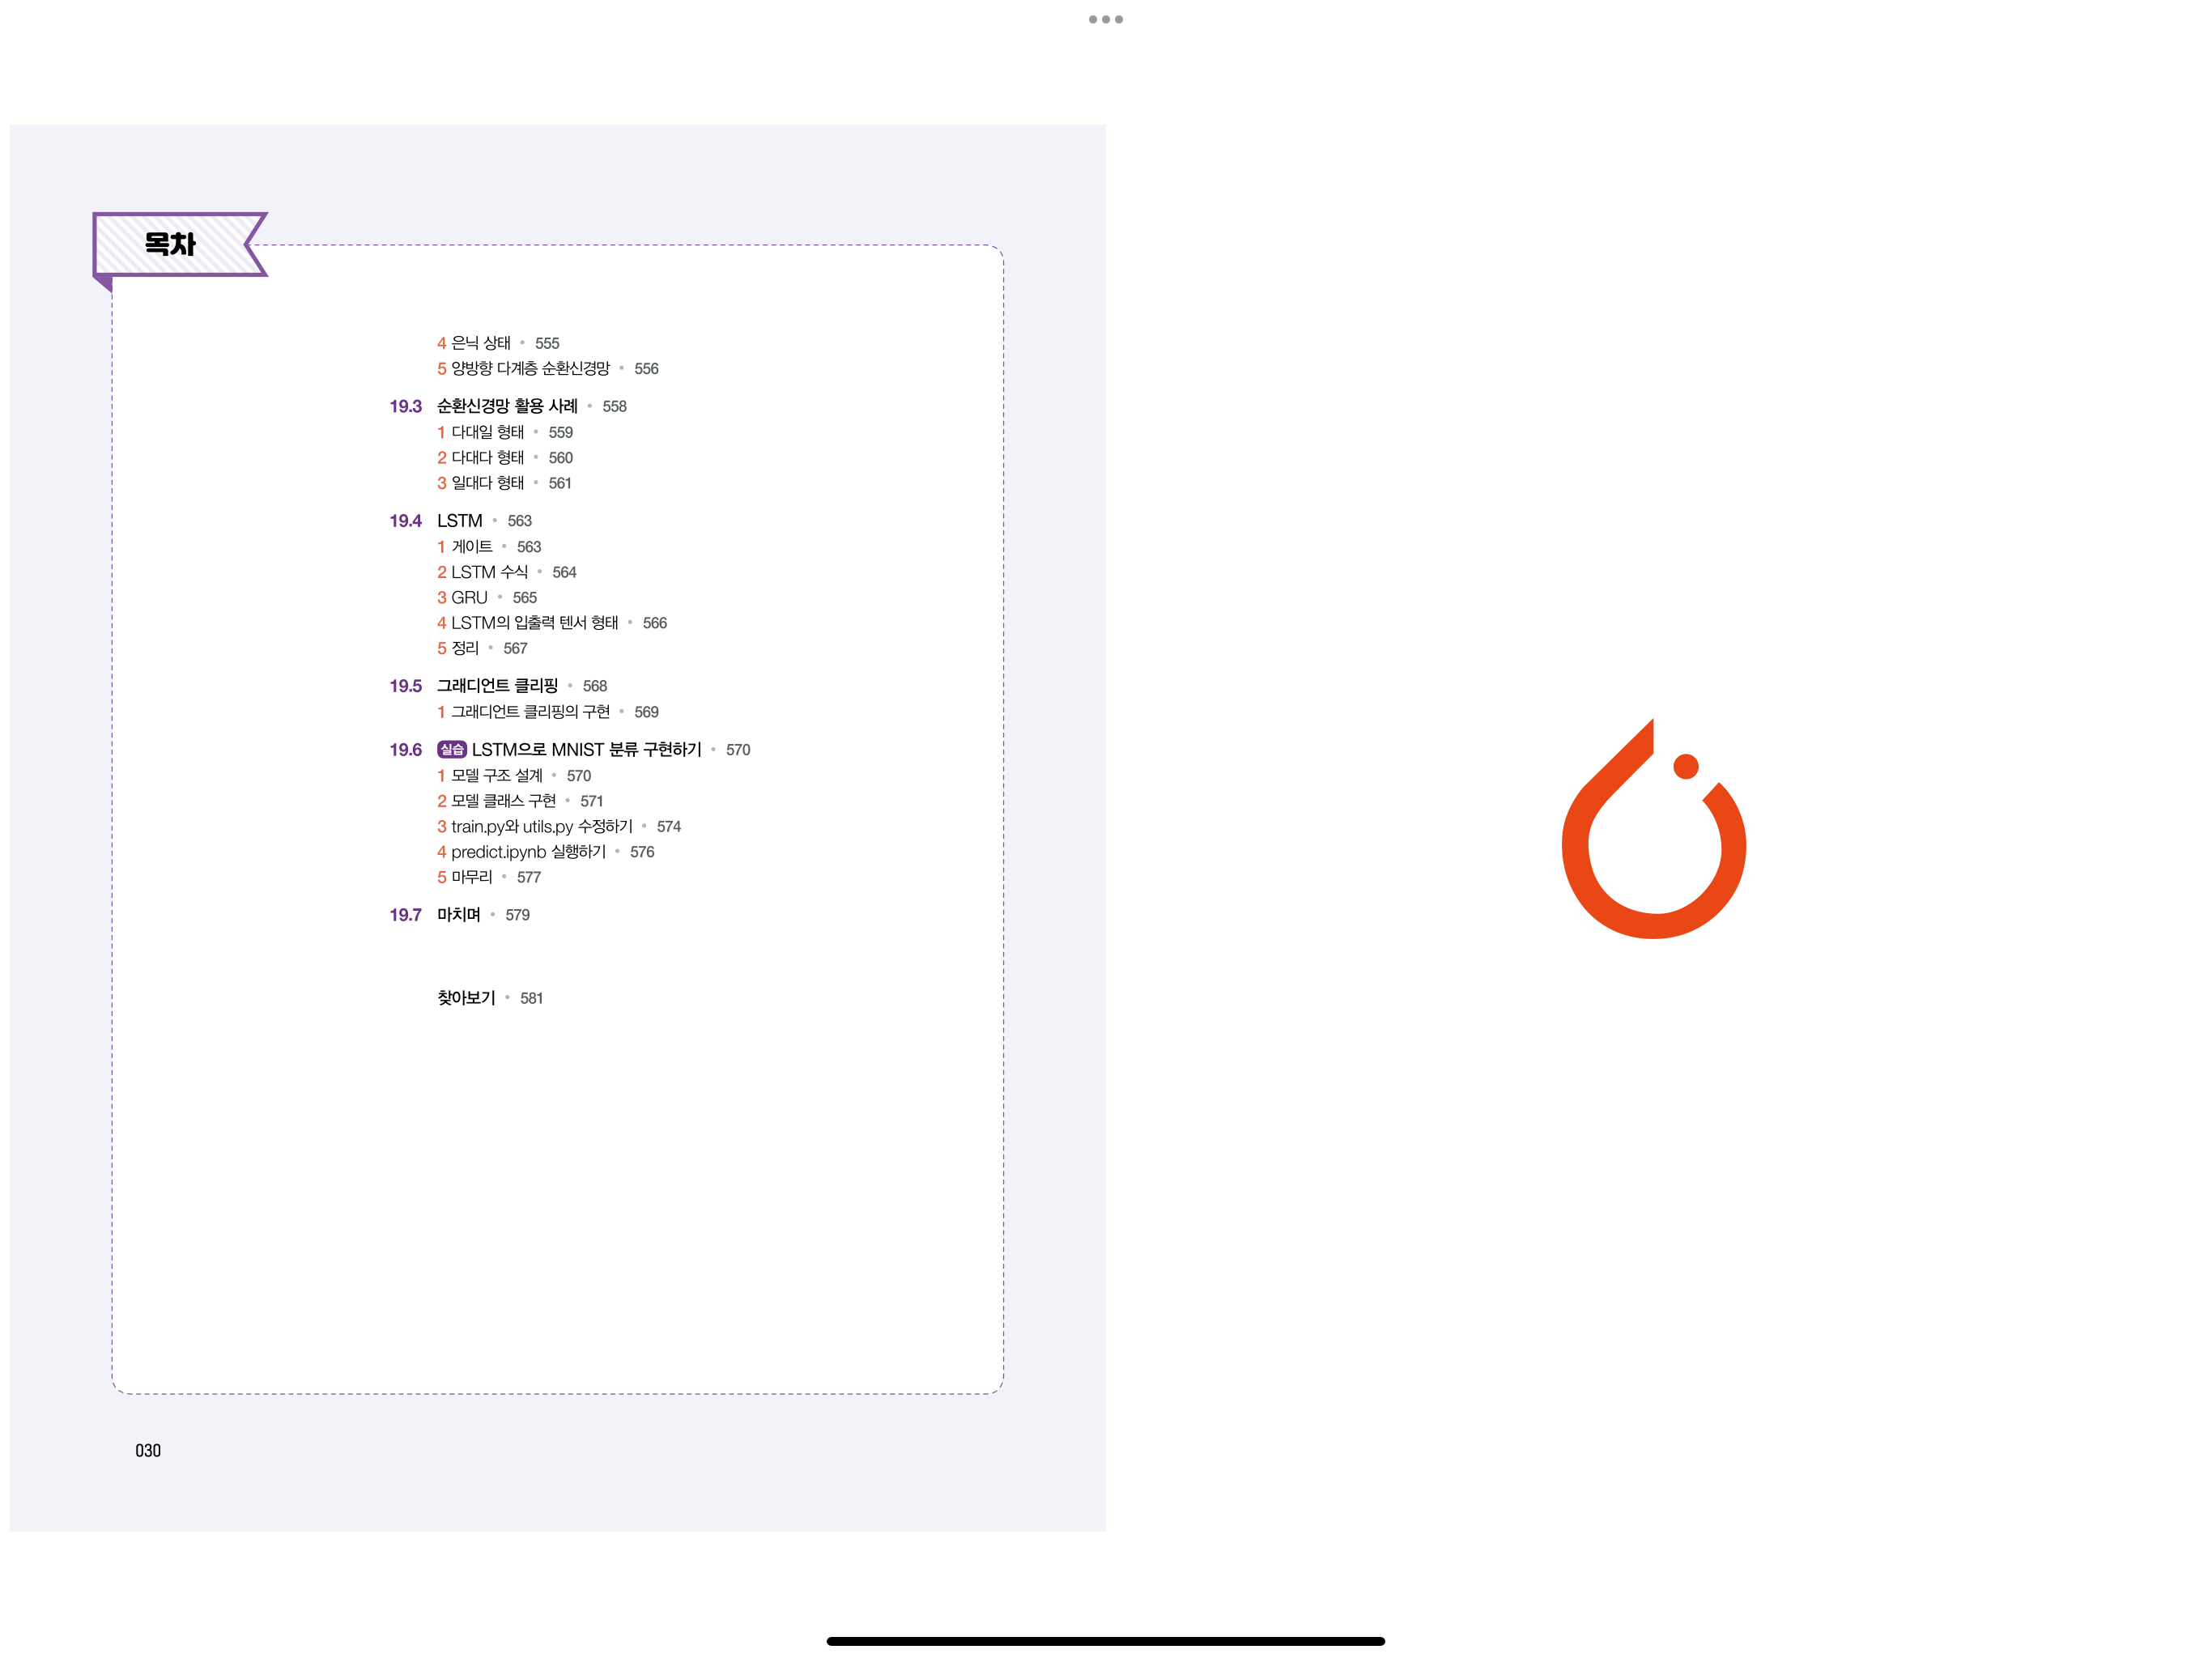 목차
4 은닉 상태 • 555
5 양방향 다계층 순환신경망 • 556
19.3 순환신경망 활용 사례 • 558
1 다대일 형태 • 559
2 다대다 형태 • 560
3 일대다 형태 • 561
19.4 LSTM • 563
1 게이트 • 563
2 LSTM 수식 • 564
3 GRU • 565
4 LSTM의 입출력 텐서 형태 • 566
5 정리 • 567
19.5 그래디언트 클리핑 • 568
1 그래디언트 클리핑의 구현 • 569
19.6 실습 LSTM으로 MNIST 분류 구현하기 • 570
1 모델 구조 설계 • 570
2 모델 클래스 구현 • 571
3 train.py와 utils.py 수정하기 • 574
4 predict.ipynb 실행하기 • 576
5 마무리 • 577
19.7 마치며 • 579
찾아보기 • 581
030